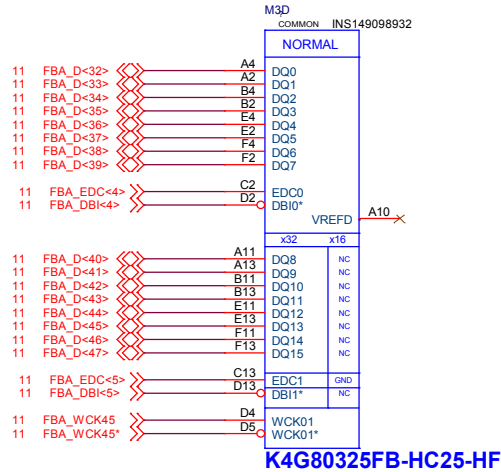 M3D
COMMON INS149098932
NORMAL
11 FBA_D<32> A4 DQ0
11 FBA_D<33> A2 DQ1
11 FBA_D<34> B4 DQ2
11 FBA_D<35> B2 DQ3
11 FBA_D<36> E4 DQ4
11 FBA_D<37> E2 DQ5
11 FBA_D<38> F4 DQ6
11 FBA_D<39> F2 DQ7
11 FBA_EDC<4> C2 EDC0
11 FBA_DBI<4> D2 DBI0*
VREFD A10
x32 x16
11 FBA_D<40> A11 DQ8 NC
11 FBA_D<41> A13 DQ9 NC
11 FBA_D<42> B11 DQ10 NC
11 FBA_D<43> B13 DQ11 NC
11 FBA_D<44> E11 DQ12 NC
11 FBA_D<45> E13 DQ13 NC
11 FBA_D<46> F11 DQ14 NC
11 FBA_D<47> F13 DQ15 NC
11 FBA_EDC<5> C13 EDC1 GND
11 FBA_DBI<5> D13 DBI1* NC
11 FBA_WCK45 D4 WCK01
11 FBA_WCK45* D5 WCK01*
K4G80325FB-HC25-HF